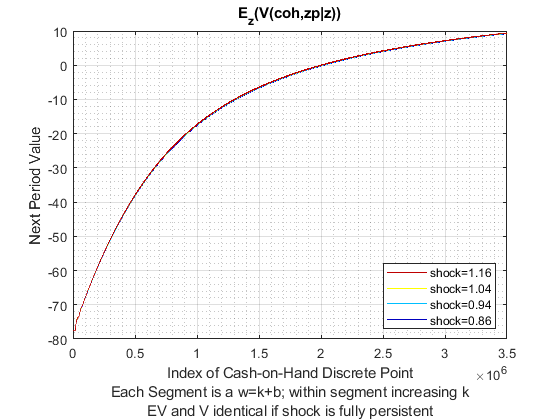 E_z(V(coh,zp|z))
Next Period Value
10
0
-10
-20
-30
-40
-50
-60
-70
-80
shock=1.16
shock=1.04
shock=0.94
shock=0.86
0 0.5 1 1.5 2 2.5 3 3.5
Index of Cash-on-Hand Discrete Point
×10^6
Each Segment is a w=k+b; within segment increasing k
EV and V identical if shock is fully persistent